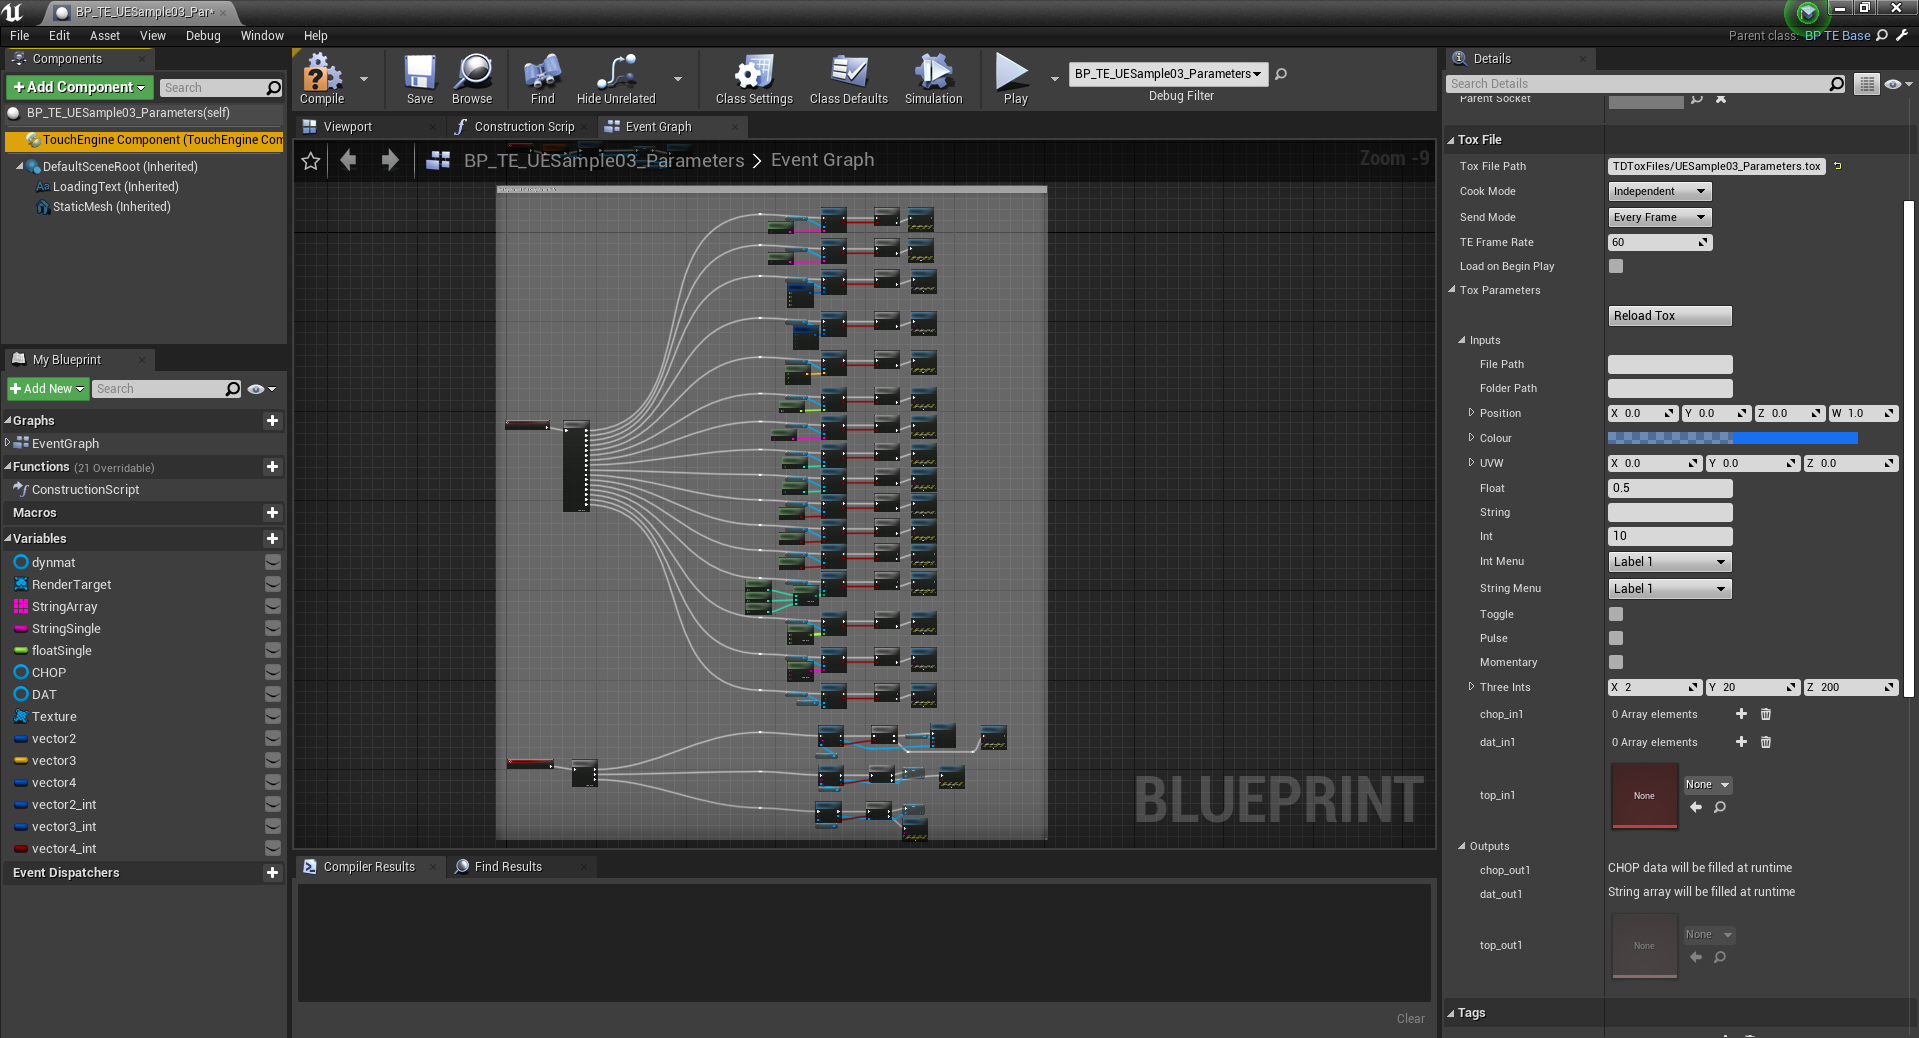 BP_TE_UESample03_Par*
File Edit Asset View Debug Window Help
Parent class: BP TE Base
Components
Add Component
Search
BP_TE_UESample03_Parameters(self)
TouchEngine Component (TouchEngine Com
DefaultSceneRoot (Inherited)
LoadingText (Inherited)
StaticMesh (Inherited)
My Blueprint
Add New
Search
Graphs
EventGraph
Functions (21 Overridable)
ConstructionScript
Macros
Variables
dynmat
RenderTarget
StringArray
StringSingle
floatSingle
CHOP
DAT
Texture
vector2
vector3
vector4
vector2_int
vector3_int
vector4_int
Event Dispatchers
Compile
Save
Browse
Find
Hide Unrelated
Class Settings
Class Defaults
Simulation
Play
BP_TE_UESample03_Parameters
Debug Filter
Viewport
Construction Scrip
Event Graph
BP_TE_UESample03_Parameters > Event Graph
Zoom -9
BLUEPRINT
Compiler Results
Find Results
Clear
Details
Search Details
Parent Socket
Tox File
Tox File Path TDToxFiles/UESample03_Parameters.tox
Cook Mode Independent
Send Mode Every Frame
TE Frame Rate 60
Load on Begin Play
Tox Parameters
Reload Tox
Inputs
File Path
Folder Path
Position X 0.0 Y 0.0 Z 0.0 W 1.0
Colour
UVW X 0.0 Y 0.0 Z 0.0
Float 0.5
String
Int 10
Int Menu Label 1
String Menu Label 1
Toggle
Pulse
Momentary
Three Ints X 2 Y 20 Z 200
chop_in1 0 Array elements
dat_in1 0 Array elements
top_in1 None None
Outputs
chop_out1 CHOP data will be filled at runtime
dat_out1 String array will be filled at runtime
top_out1 None None
Tags